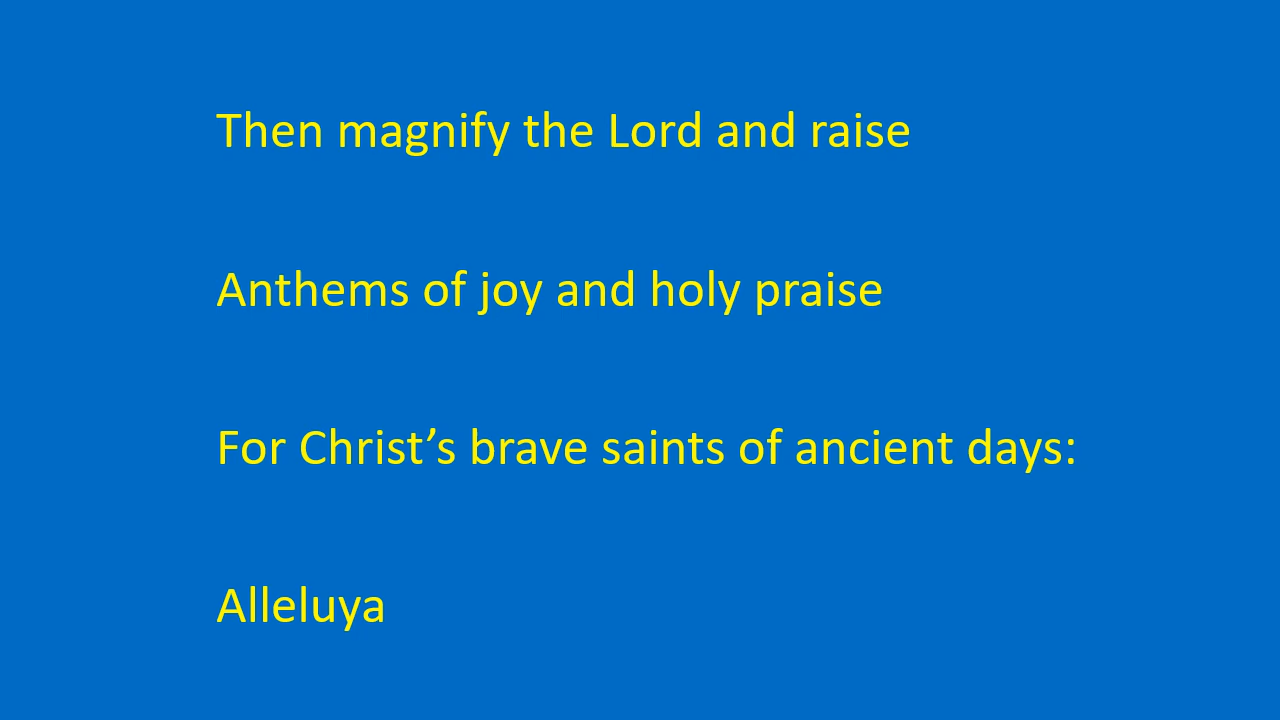 Then magnify the Lord and raise
Anthems of joy and holy praise
For Christ’s brave saints of ancient days:
Alleluya